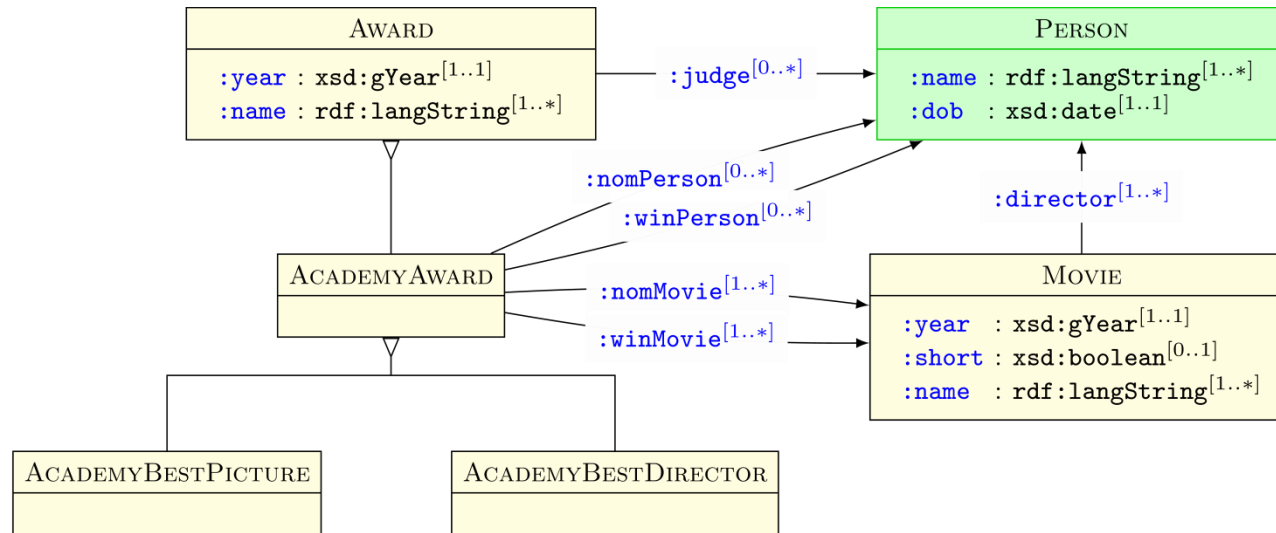 AWARD
:year : xsd:gYear[1..1]
:name : rdf:langString[1..*]
:judge[0..*]
PERSON
:name : rdf:langString[1..*]
:dob : xsd:date[1..1]
:nomPerson[0..*]
:winPerson[0..*]
:director[1..*]
ACADEMYAWARD
:nomMovie[1..*]
:winMovie[1..*]
MOVIE
:year : xsd:gYear[1..1]
:short : xsd:boolean[0..1]
:name : rdf:langString[1..*]
ACADEMYBESTPICTURE
ACADEMYBESTDIRECTOR